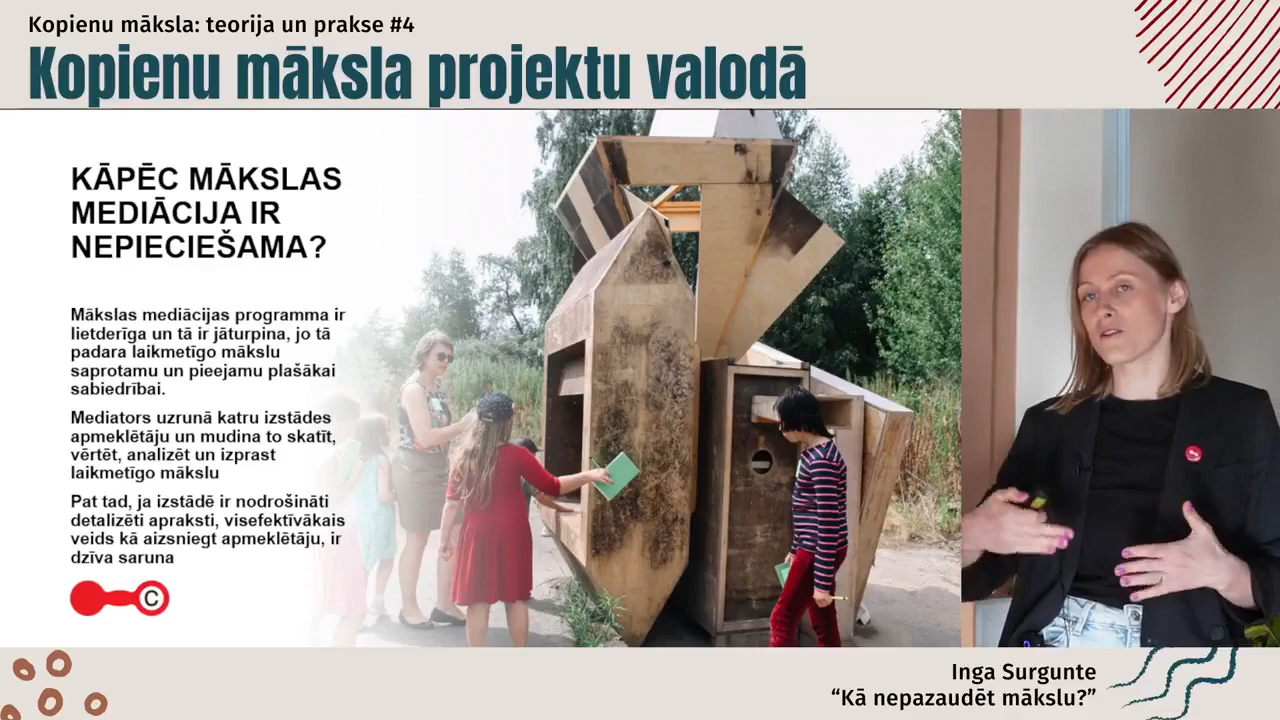 Kopienu māksla: teorija un prakse #4
Kopienu māksla projektu valodā
KĀPĒC MĀKSLAS
MEDIĀCIJA IR
NEPIECIEŠAMA?
Mākslas mediācijas programma ir
lietderīga un tā ir jāturpina, jo tā
padara laikmetīgo mākslu
saprotamu un pieejamu plašākai
sabiedrībai.
Mediators uzrunā katru izstādes
apmeklētāju un mudina to skatīt,
vērtēt, analizēt un izprast
laikmetīgo mākslu
Pat tad, ja izstādē ir nodrošināti
detalizēti apraksti, visefektīvākais
veids kā aizsniegt apmeklētāju, ir
dzīva saruna
C
Inga Surgunte
“Kā nepazaudēt mākslu?”